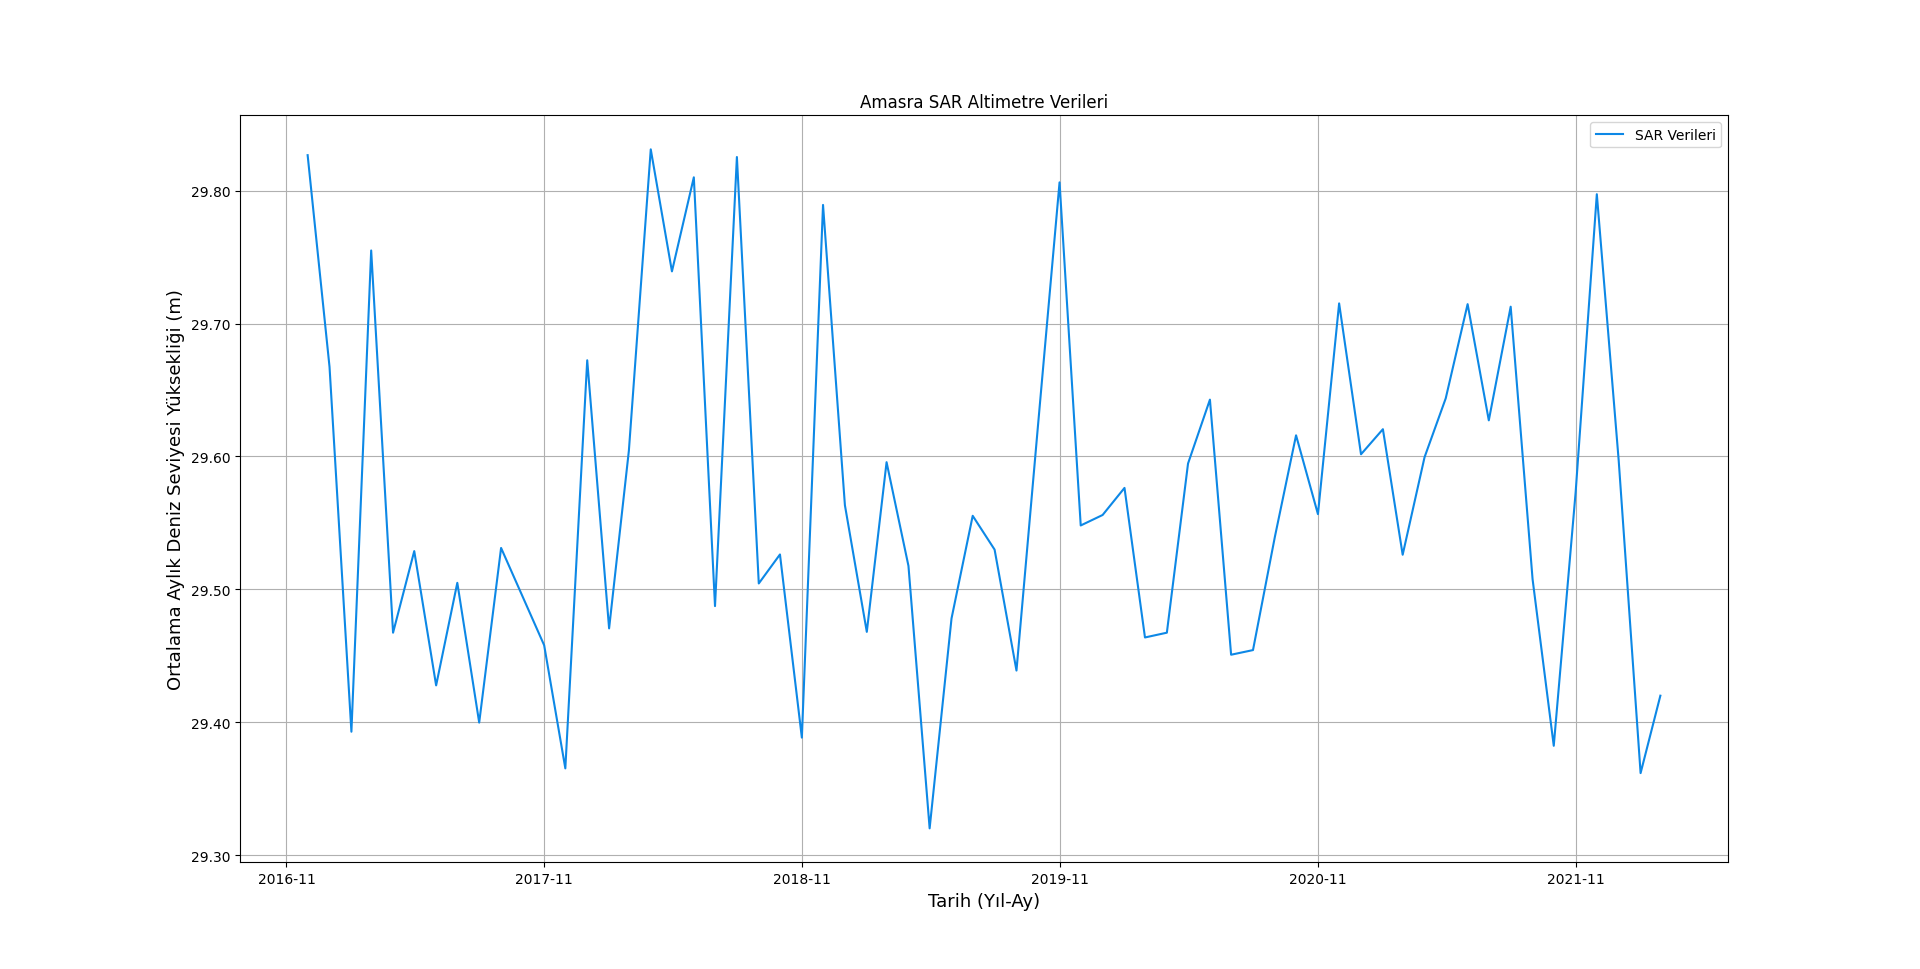 Amasra SAR Altimetre Verileri
SAR Verileri
Ortalama Aylık Deniz Seviyesi Yüksekliği (m)
29.80
29.70
29.60
29.50
29.40
29.30
2016-11 2017-11 2018-11 2019-11 2020-11 2021-11
Tarih (Yıl-Ay)